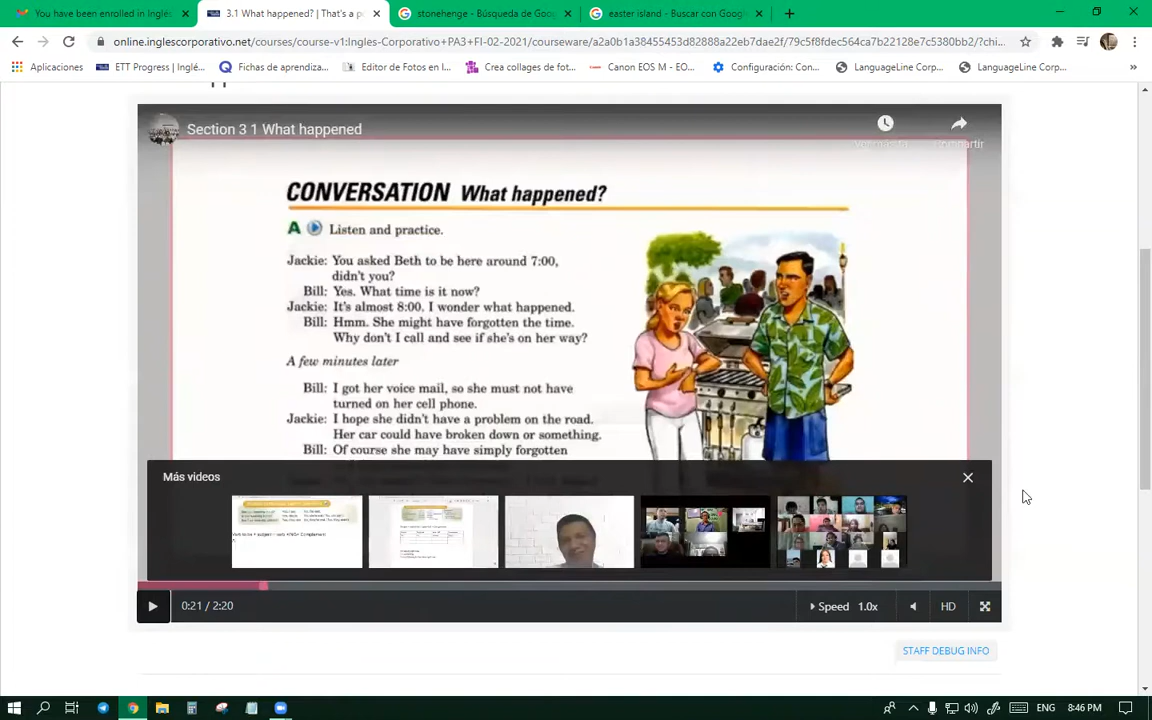 You have been enrolled in Inglés
3.1 What happened? | That's a p
stonehenge - Búsqueda de Goo
easter island - Buscar con Google
online.inglescorporativo.net/courses/course-v1:Ingles-Corporativo+PA3+FI-02-2021/courseware/a2a0b1a38455453d82888a22eb7dae2f/79c5f8fdec564ca7b22128e7c5380bb2/?chi...
Aplicaciones
ETT Progress | Inglé...
Fichas de aprendiza...
Editor de Fotos en l...
Crea collages de fot...
Canon EOS M - EO...
Configuración: Con...
LanguageLine Corp...
LanguageLine Corp...
Section 3 1 What happened
CONVERSATION What happened?
A Listen and practice.
Jackie: You asked Beth to be here around 7:00,
didn't you?
Bill: Yes. What time is it now?
Jackie: It's almost 8:00. I wonder what happened.
Bill: Hmm. She might have forgotten the time.
Why don't I call and see if she's on her way?
A few minutes later
Bill: I got her voice mail, so she must not have
turned on her cell phone.
Jackie: I hope she didn't have a problem on the road.
Her car could have broken down or something.
Bill: Of course she may have simply forgotten
Más videos
0:21 / 2:20
Speed 1.0x
HD
STAFF DEBUG INFO
ENG
8:46 PM